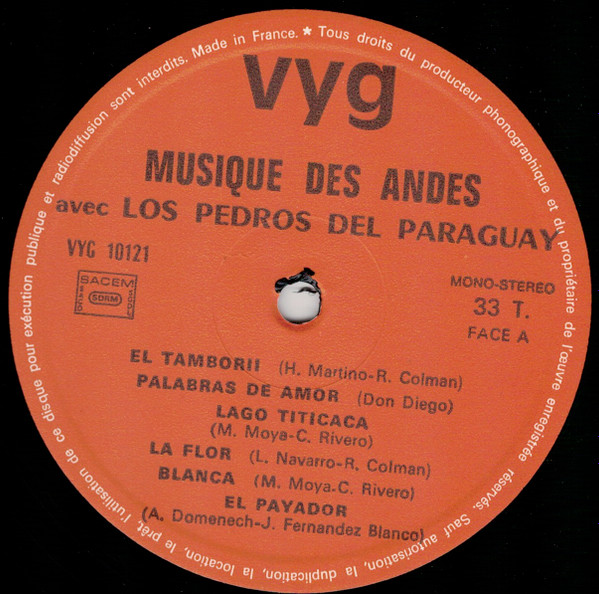 vyg
MUSIQUE DES ANDES
avec LOS PEDROS DEL PARAGUAY
VYG 10121
MONO-STEREO
SACEM
SDRM
33 T.
FACE A
EL TAMBORII (H. Martino-R. Colman)
PALABRAS DE AMOR (Don Diego)
LAGO TITICACA
(M. Moya-C. Rivero)
LA FLOR (L. Navarro-R. Colman)
BLANCA (M. Moya-C. Rivero)
EL PAYADOR
(A. Domenech-J. Fernandez Blanco)
* Tous droits du producteur phonographique et du propriétaire de l'œuvre enregistrée réservés. Sauf autorisation, la duplication, la location, le prêt, l'utilisation de ce disque pour exécution publique et radiodiffusion sont interdits. Made in France.